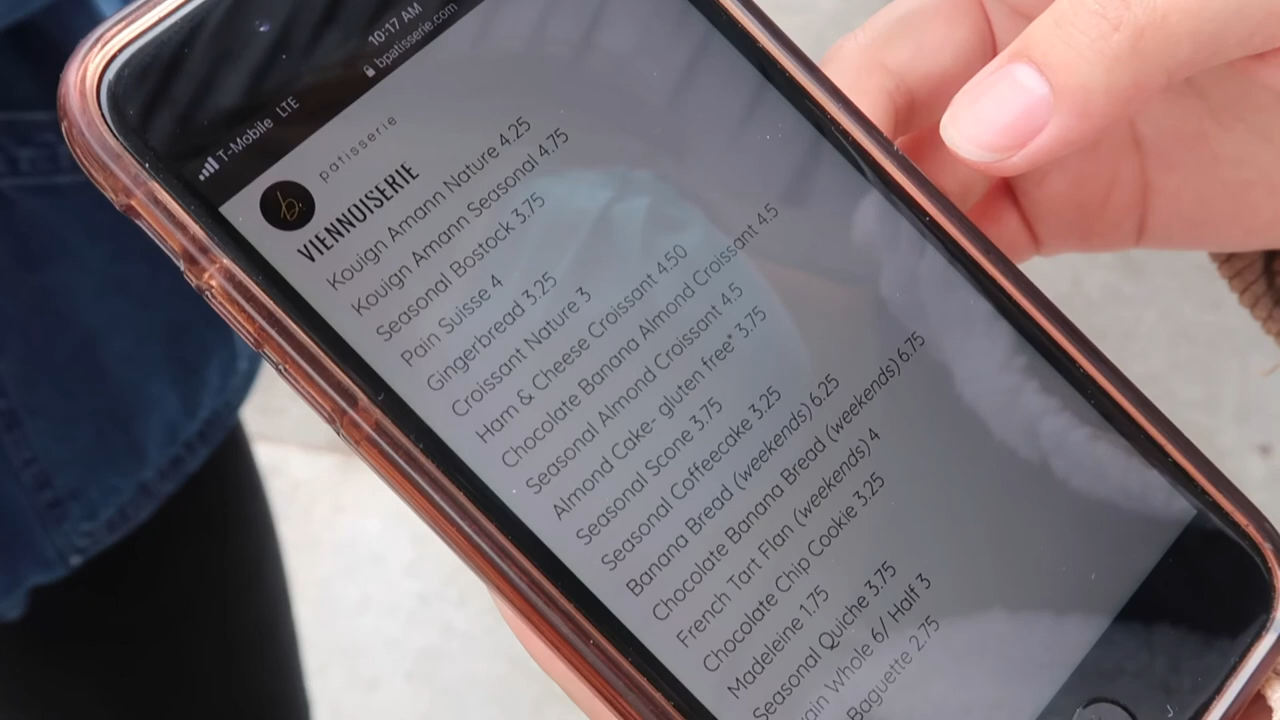 10:17 AM
T-Mobile LTE
bpatisserie.com
b.
patisserie
VIENNOISERIE
Kouign Amann Nature 4.25
Kouign Amann Seasonal 4.75
Seasonal Bostock 3.75
Pain Suisse 4
Gingerbread 3.25
Croissant Nature 3
Ham & Cheese Croissant 4.50
Chocolate Banana Almond Croissant 4.5
Seasonal Almond Croissant 4.5
Almond Cake- gluten free* 3.75
Seasonal Scone 3.75
Seasonal Coffeecake 3.25
Banana Bread (weekends) 6.25
Chocolate Banana Bread (weekends) 6.75
French Tart Flan (weekends) 4
Chocolate Chip Cookie 3.25
Madeleine 1.75
Seasonal Quiche 3.75
Whole 6/ Half 3
Baguette 2.75